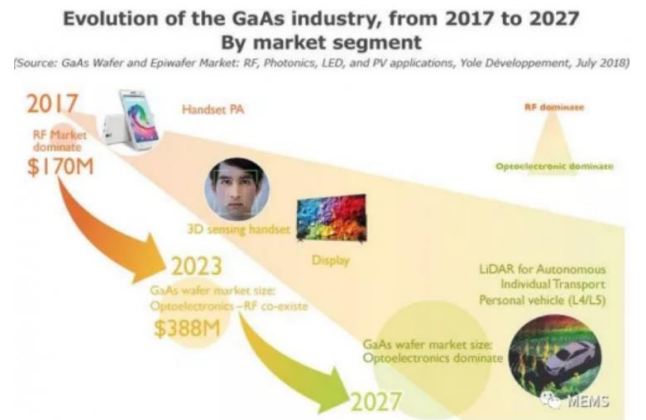 Evolution of the GaAs industry, from 2017 to 2027
By market segment
(Source: GaAs Wafer and Epiwafer Market: RF, Photonics, LED, and PV applications, Yole Développement, July 2018)
2017
Handset PA
RF dominate
RF Market
dominate
$170M
Optoelectronic dominate
3D sensing handset
Display
2023
GaAs wafer market size:
Optoelectronics –RF co-existe
$388M
LiDAR for Autonomous
Individual Transport
Personal vehicle (L4/L5)
GaAs wafer market size:
Optoelectronics dominate
2027
MEMS